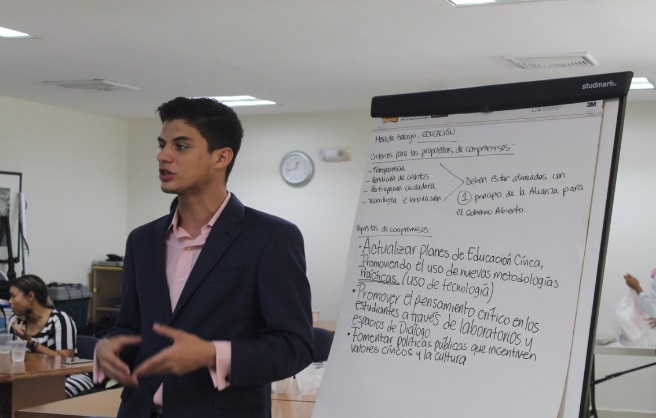 studmark.
3M
Mesa de trabajo: EDUCACIÓN
Criterios para las propuestas de compromisos:
- Transparencia
- Rendición de cuentas
- Participación ciudadana
- Tecnología e innovación
Deben estar alineados con
1 principio de la Alianza para
el Gobierno Abierto.
de compromisos:
• Actualizar planes de Educación Cívica,
Promoviendo el uso de nuevas metodologías
Prácticas (uso de tecnología)
• Promover el pensamiento crítico en los
estudiantes a través de laboratorios y
espacios de Diálogo
• Fomentar políticas públicas que incentiven
valores cívicos y la cultura